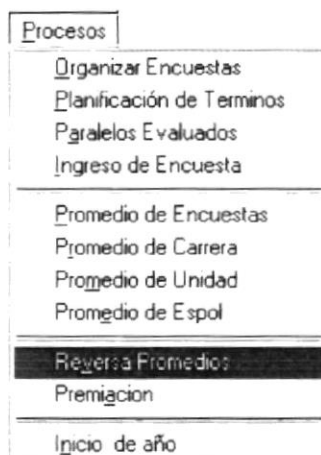 Procesos
Organizar Encuestas
Planificación de Terminos
Paralelos Evaluados
Ingreso de Encuesta
Promedio de Encuestas
Promedio de Carrera
Promedio de Unidad
Promedio de Espol
Reversa Promedios
Premiacion
Inicio de año